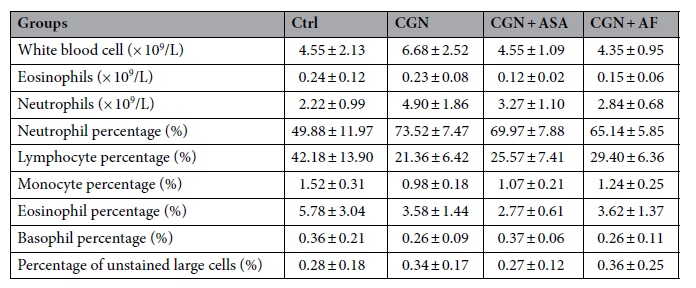 Groups Ctrl CGN CGN + ASA CGN + AF
White blood cell (× 10⁹/L) 4.55 ± 2.13 6.68 ± 2.52 4.55 ± 1.09 4.35 ± 0.95
Eosinophils (× 10⁹/L) 0.24 ± 0.12 0.23 ± 0.08 0.12 ± 0.02 0.15 ± 0.06
Neutrophils (× 10⁹/L) 2.22 ± 0.99 4.90 ± 1.86 3.27 ± 1.10 2.84 ± 0.68
Neutrophil percentage (%) 49.88 ± 11.97 73.52 ± 7.47 69.97 ± 7.88 65.14 ± 5.85
Lymphocyte percentage (%) 42.18 ± 13.90 21.36 ± 6.42 25.57 ± 7.41 29.40 ± 6.36
Monocyte percentage (%) 1.52 ± 0.31 0.98 ± 0.18 1.07 ± 0.21 1.24 ± 0.25
Eosinophil percentage (%) 5.78 ± 3.04 3.58 ± 1.44 2.77 ± 0.61 3.62 ± 1.37
Basophil percentage (%) 0.36 ± 0.21 0.26 ± 0.09 0.37 ± 0.06 0.26 ± 0.11
Percentage of unstained large cells (%) 0.28 ± 0.18 0.34 ± 0.17 0.27 ± 0.12 0.36 ± 0.25